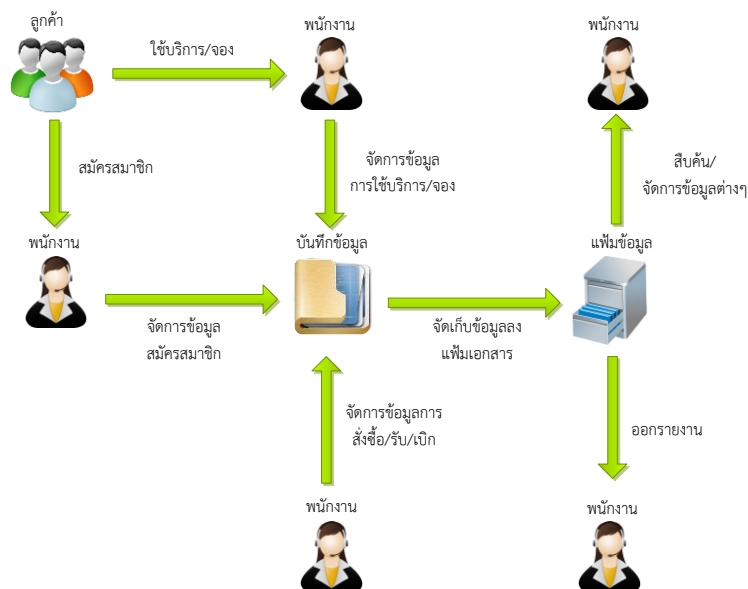 ลูกค้า
พนักงาน
พนักงาน
ใช้บริการ/จอง
สมัครสมาชิก
จัดการข้อมูล
การใช้บริการ/จอง
สืบค้น/
จัดการข้อมูลต่างๆ
พนักงาน
บันทึกข้อมูล
แฟ้มข้อมูล
จัดการข้อมูล
สมัครสมาชิก
จัดเก็บข้อมูลลง
แฟ้มเอกสาร
จัดการข้อมูลการ
สั่งซื้อ/รับ/เบิก
ออกรายงาน
พนักงาน
พนักงาน